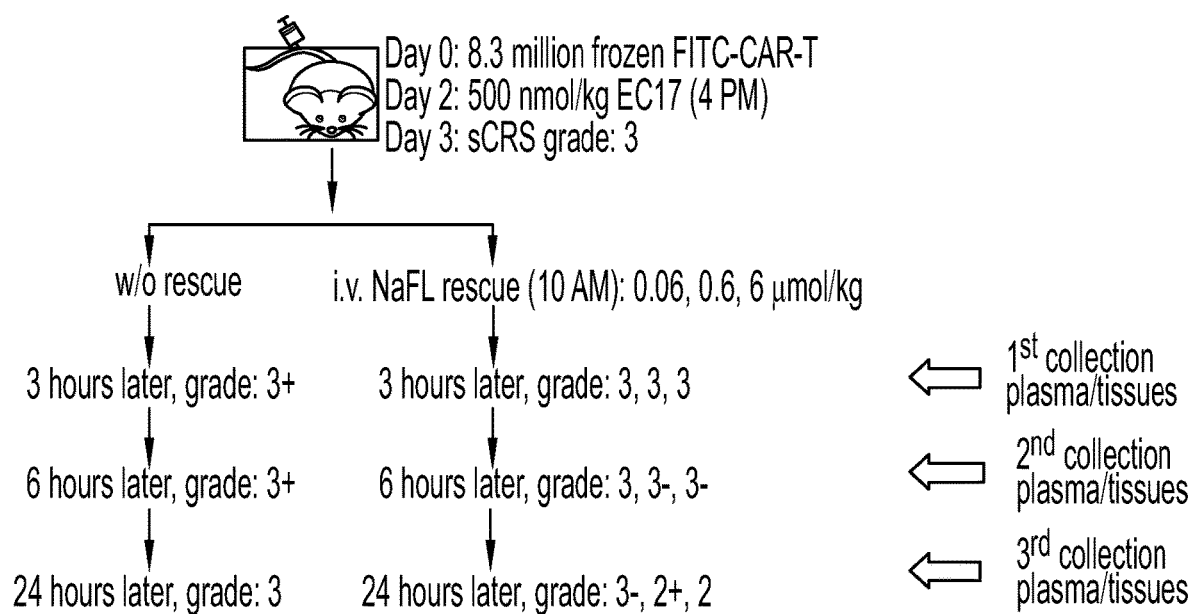 Day 0: 8.3 million frozen FITC-CAR-T
Day 2: 500 nmol/kg EC17 (4 PM)
Day 3: sCRS grade: 3
w/o rescue
i.v. NaFL rescue (10 AM): 0.06, 0.6, 6 μmol/kg
3 hours later, grade: 3+
3 hours later, grade: 3, 3, 3
1st collection
plasma/tissues
6 hours later, grade: 3+
6 hours later, grade: 3, 3-, 3-
2nd collection
plasma/tissues
24 hours later, grade: 3
24 hours later, grade: 3-, 2+, 2
3rd collection
plasma/tissues